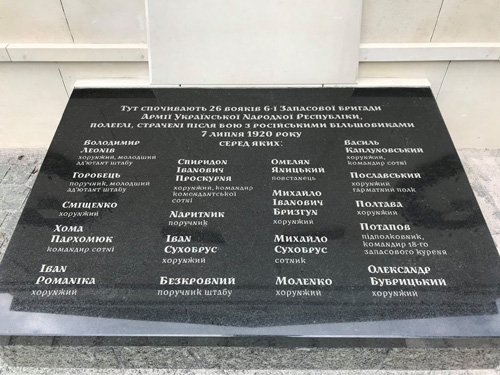 Тут спочивають 26 вояків 6-ї Запасової бригади
Армії Української Народної Республіки,
полеглі, страчені після бою з російськими більшовиками
7 липня 1920 року
серед яких:
Володимир
Леонів
хорунжий, молодший
ад'ютант штабу
Горобець
поручник, молодший
ад'ютант штабу
Сміщенко
хорунжий
Хома
Пархомюк
командир сотні
Іван
Романіка
хорунжий
Спиридон
Іванович
Проскурня
хорунжий, командир
комендантської
сотні
Наритник
поручник
Іван
Сухобрус
хорунжий
Безкровний
поручник штабу
Омелян
Яницький
повстанець
Михайло
Іванович
Бризгун
хорунжий
Михайло
Сухобрус
сотник
Моленко
хорунжий
Василь
Каплуновський
хорунжий,
командир сотні
Пославський
хорунжий
гарматний полк
Полтава
хорунжий
Потапов
підполковник,
командир 18-го
запасового куреня
Олександр
Бубрицький
хорунжий